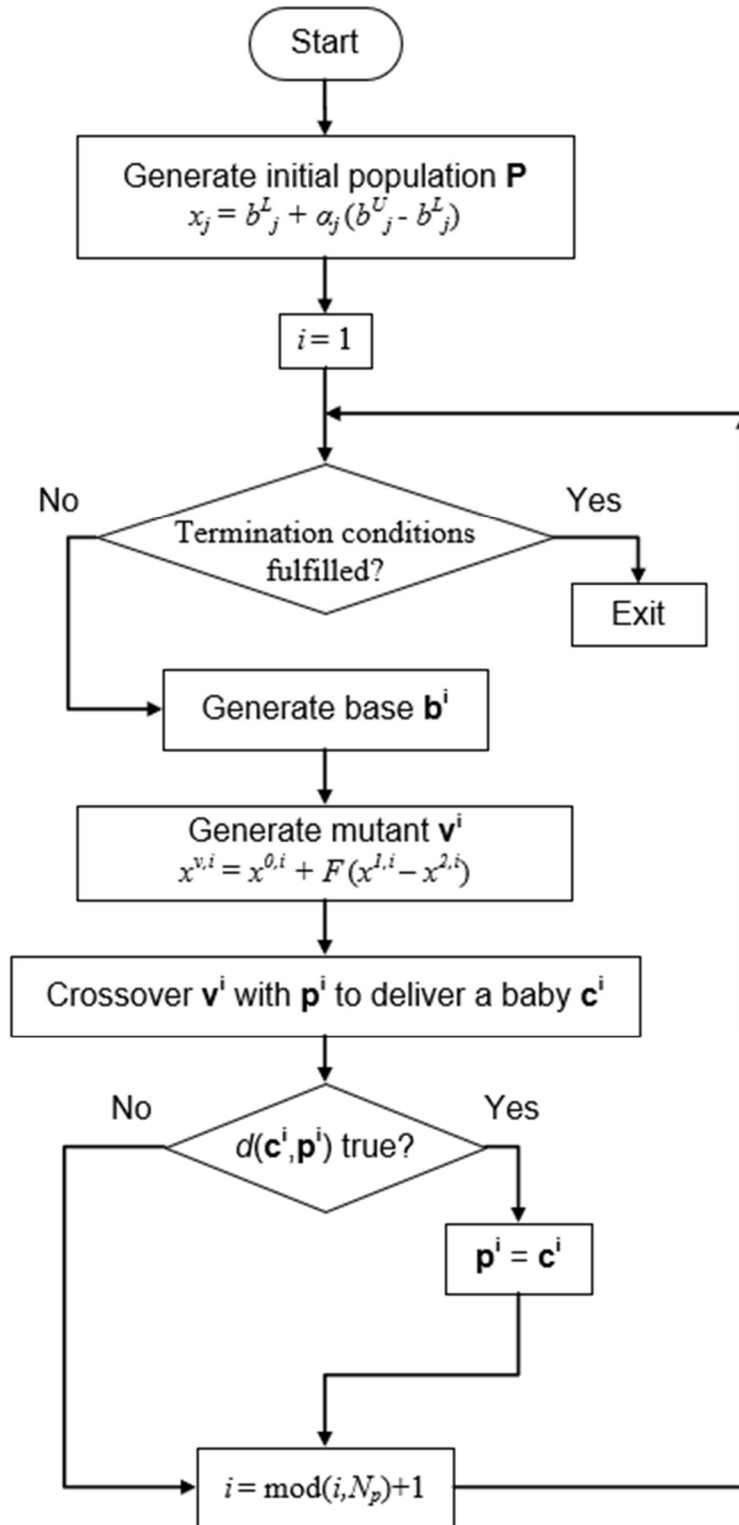 Start
Generate initial population P
x_j = b^L_j + α_j (b^U_j - b^L_j)
i = 1
No
Yes
Termination conditions
fulfilled?
Exit
Generate base b^i
Generate mutant v^i
x^{v,i} = x^{0,i} + F(x^{1,i} – x^{2,i})
Crossover v^i with p^i to deliver a baby c^i
No
Yes
d(c^i,p^i) true?
p^i = c^i
i = mod(i,N_p)+1